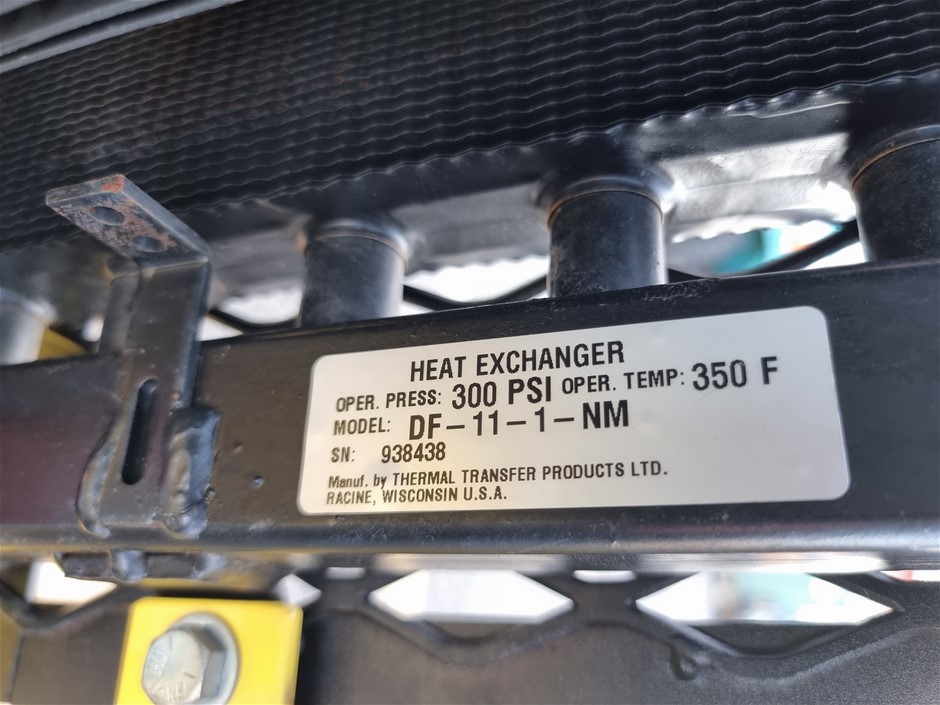 HEAT EXCHANGER
OPER. PRESS: 300 PSI OPER. TEMP: 350 F
MODEL: DF-11-1-NM
SN: 938438
Manuf. by THERMAL TRANSFER PRODUCTS LTD.
RACINE, WISCONSIN U.S.A.